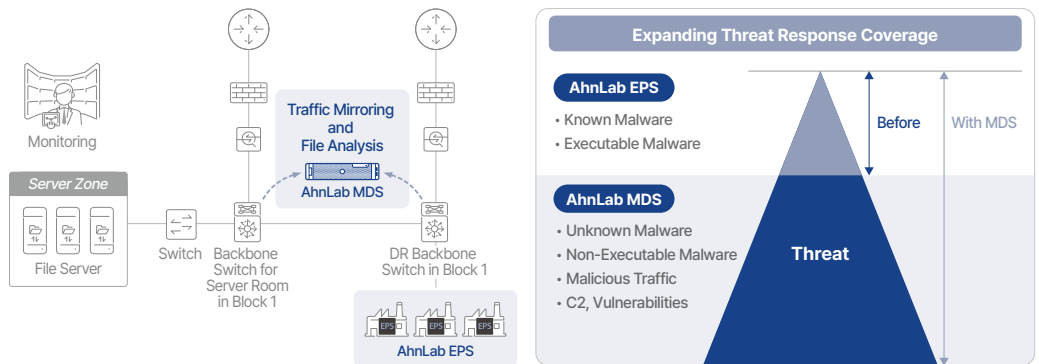 Monitoring
Server Zone
File Server
Switch
Backbone
Switch for
Server Room
in Block 1
Traffic Mirroring
and
File Analysis
AhnLab MDS
DR Backbone
Switch in Block 1
EPS
EPS
EPS
AhnLab EPS
Expanding Threat Response Coverage
AhnLab EPS
• Known Malware
• Executable Malware
Before
With MDS
AhnLab MDS
• Unknown Malware
• Non-Executable Malware
• Malicious Traffic
• C2, Vulnerabilities
Threat